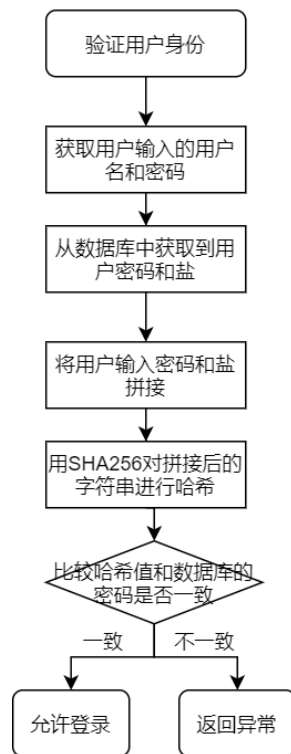 验证用户身份
获取用户输入的用户
名和密码
从数据库中获取到用
户密码和盐
将用户输入密码和盐
拼接
用SHA256对拼接后的
字符串进行哈希
比较哈希值和数据库的
密码是否一致
一致
不一致
允许登录
返回异常